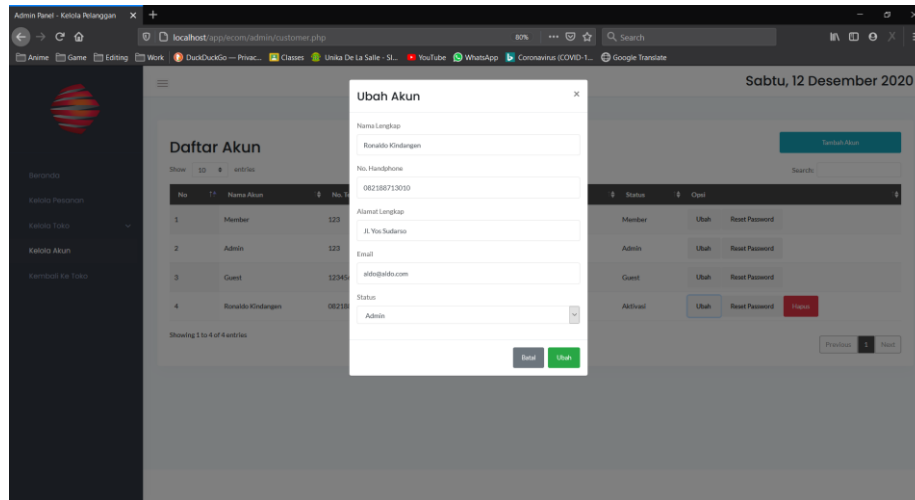 Admin Panel - Kelola Pelanggan
localhost/app/ecom/admin/customer.php
80%
Search
Anime Game Editing Work DuckDuckGo — Privac... Classes Unika De La Salle - Sl... YouTube WhatsApp Coronavirus (COVID-1... Google Translate
Sabtu, 12 Desember 2020
Beranda
Kelola Pesanan
Kelola Toko
Kelola Akun
Kembali Ke Toko
Daftar Akun
Tambah Akun
Show 10 entries
Search:
No Nama Akun No. Te Status Opsi
1 Member 123 Member Ubah Reset Password
2 Admin 123 Admin Ubah Reset Password
3 Guest 12345 Guest Ubah Reset Password
4 Ronaldo Kindangen 08218 Aktivasi Ubah Reset Password Hapus
Showing 1 to 4 of 4 entries
Previous 1 Next
Ubah Akun
×
Nama Lengkap
Ronaldo Kindangen
No. Handphone
082188713010
Alamat Lengkap
Jl. Yos Sudarso
Email
aldo@aldo.com
Status
Admin
Batal Ubah